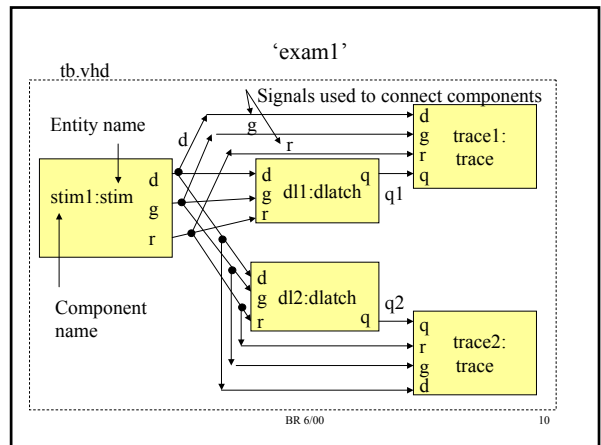 ‘exam1’
tb.vhd
Signals used to connect components
Entity name
d
g
r
stim1:stim
d
g
r
Component
name
d
g
r
dl1:dlatch
q
q1
d
g
r
q
trace1:
trace
d
g
r
dl2:dlatch
q
q2
q
r
g
d
trace2:
trace
BR 6/00
10